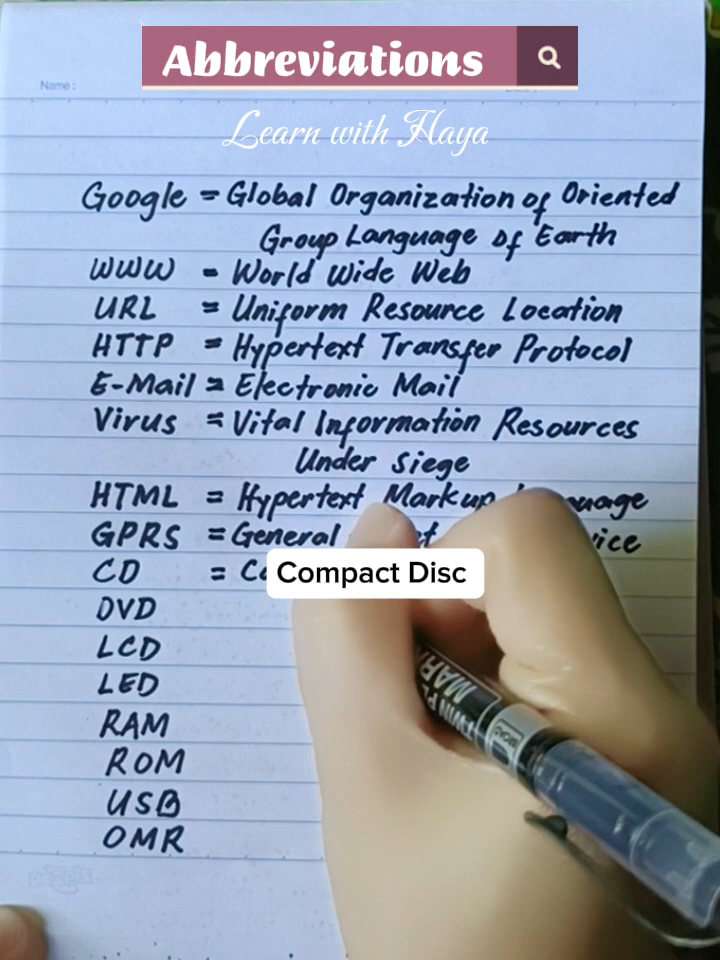 Abbreviations
Name :
Learn with Haya
Google = Global Organization of Oriented
Group Language of Earth
WWW = World Wide Web
URL = Uniform Resource Location
HTTP = Hypertext Transfer Protocol
E-Mail = Electronic Mail
Virus = Vital Information Resources
Under Siege
HTML = Hypertext Markup
GPRS = General
CD = Compact Disc
DVD
LCD
LED
RAM
ROM
USB
OMR